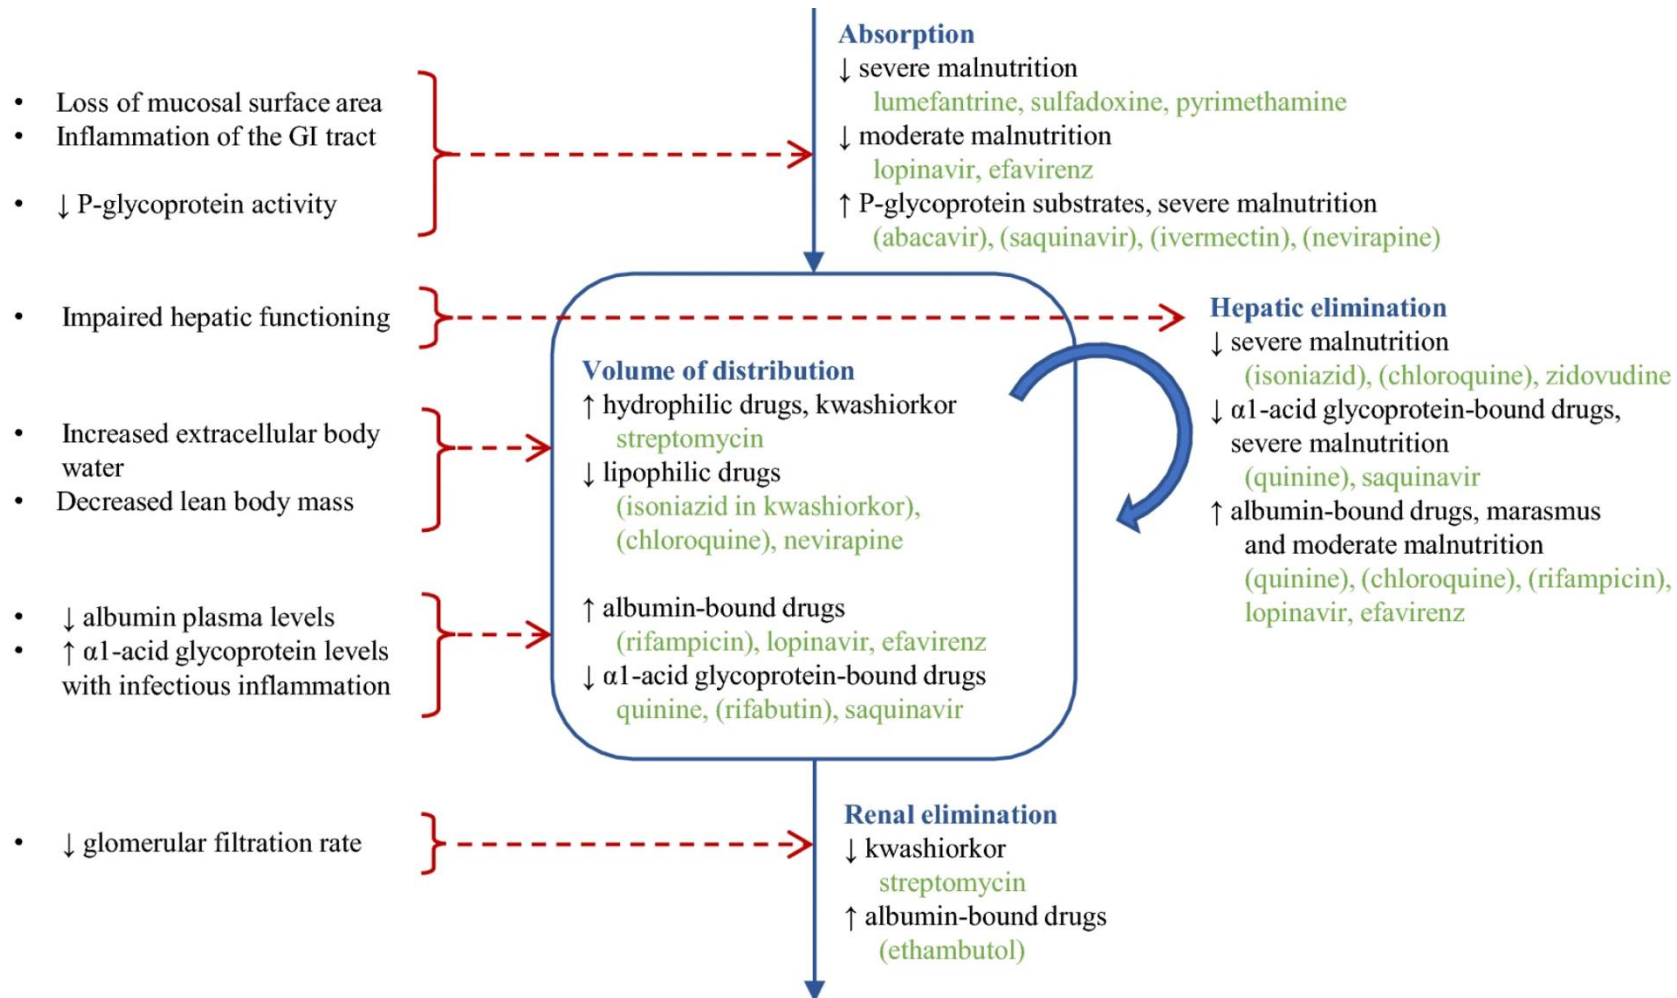 • Loss of mucosal surface area
• Inflammation of the GI tract
• ↓ P-glycoprotein activity
Absorption
↓ severe malnutrition
lumefantrine, sulfadoxine, pyrimethamine
↓ moderate malnutrition
lopinavir, efavirenz
↑ P-glycoprotein substrates, severe malnutrition
(abacavir), (saquinavir), (ivermectin), (nevirapine)
• Impaired hepatic functioning
Hepatic elimination
↓ severe malnutrition
(isoniazid), (chloroquine), zidovudine
↓ α1-acid glycoprotein-bound drugs,
severe malnutrition
(quinine), saquinavir
↑ albumin-bound drugs, marasmus
and moderate malnutrition
(quinine), (chloroquine), (rifampicin),
lopinavir, efavirenz
• Increased extracellular body
water
• Decreased lean body mass
Volume of distribution
↑ hydrophilic drugs, kwashiorkor
streptomycin
↓ lipophilic drugs
(isoniazid in kwashiorkor),
(chloroquine), nevirapine
• ↓ albumin plasma levels
• ↑ α1-acid glycoprotein levels
with infectious inflammation
↑ albumin-bound drugs
(rifampicin), lopinavir, efavirenz
↓ α1-acid glycoprotein-bound drugs
quinine, (rifabutin), saquinavir
• ↓ glomerular filtration rate
Renal elimination
↓ kwashiorkor
streptomycin
↑ albumin-bound drugs
(ethambutol)